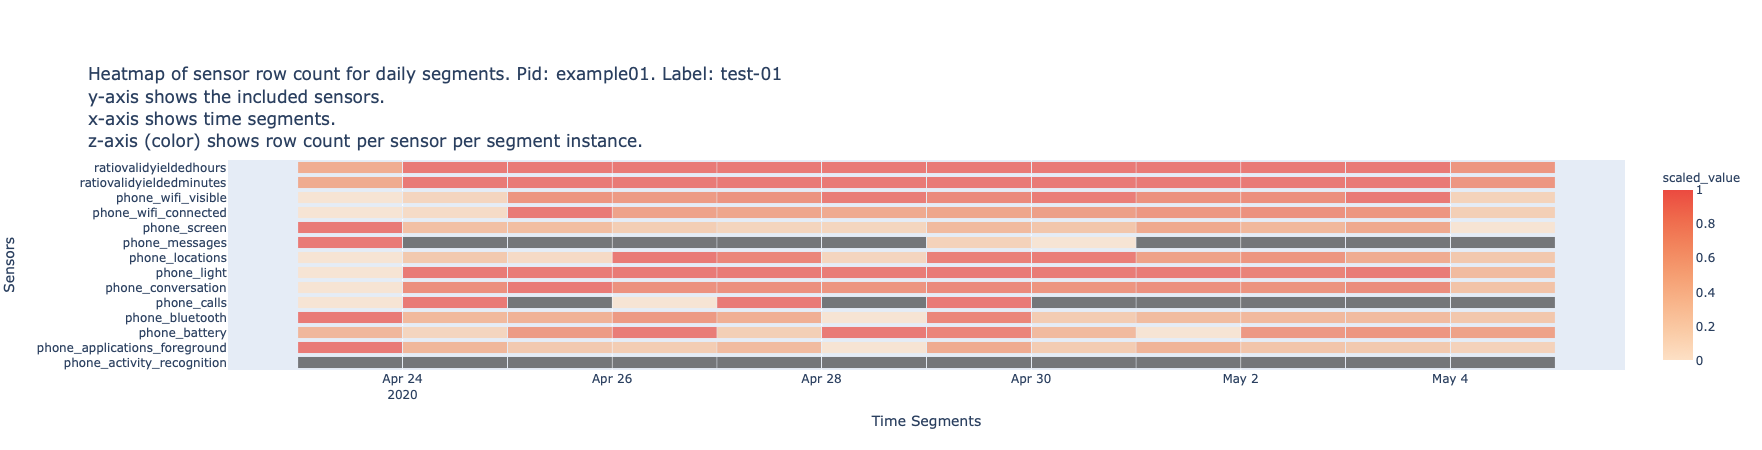 Heatmap of sensor row count for daily segments. Pid: example01. Label: test-01
y-axis shows the included sensors.
x-axis shows time segments.
z-axis (color) shows row count per sensor per segment instance.
Sensors
ratiovalidyieldedhours
ratiovalidyieldedminutes
phone_wifi_visible
phone_wifi_connected
phone_screen
phone_messages
phone_locations
phone_light
phone_conversation
phone_calls
phone_bluetooth
phone_battery
phone_applications_foreground
phone_activity_recognition
Apr 24
2020
Apr 26
Apr 28
Apr 30
May 2
May 4
Time Segments
scaled_value
1
0.8
0.6
0.4
0.2
0